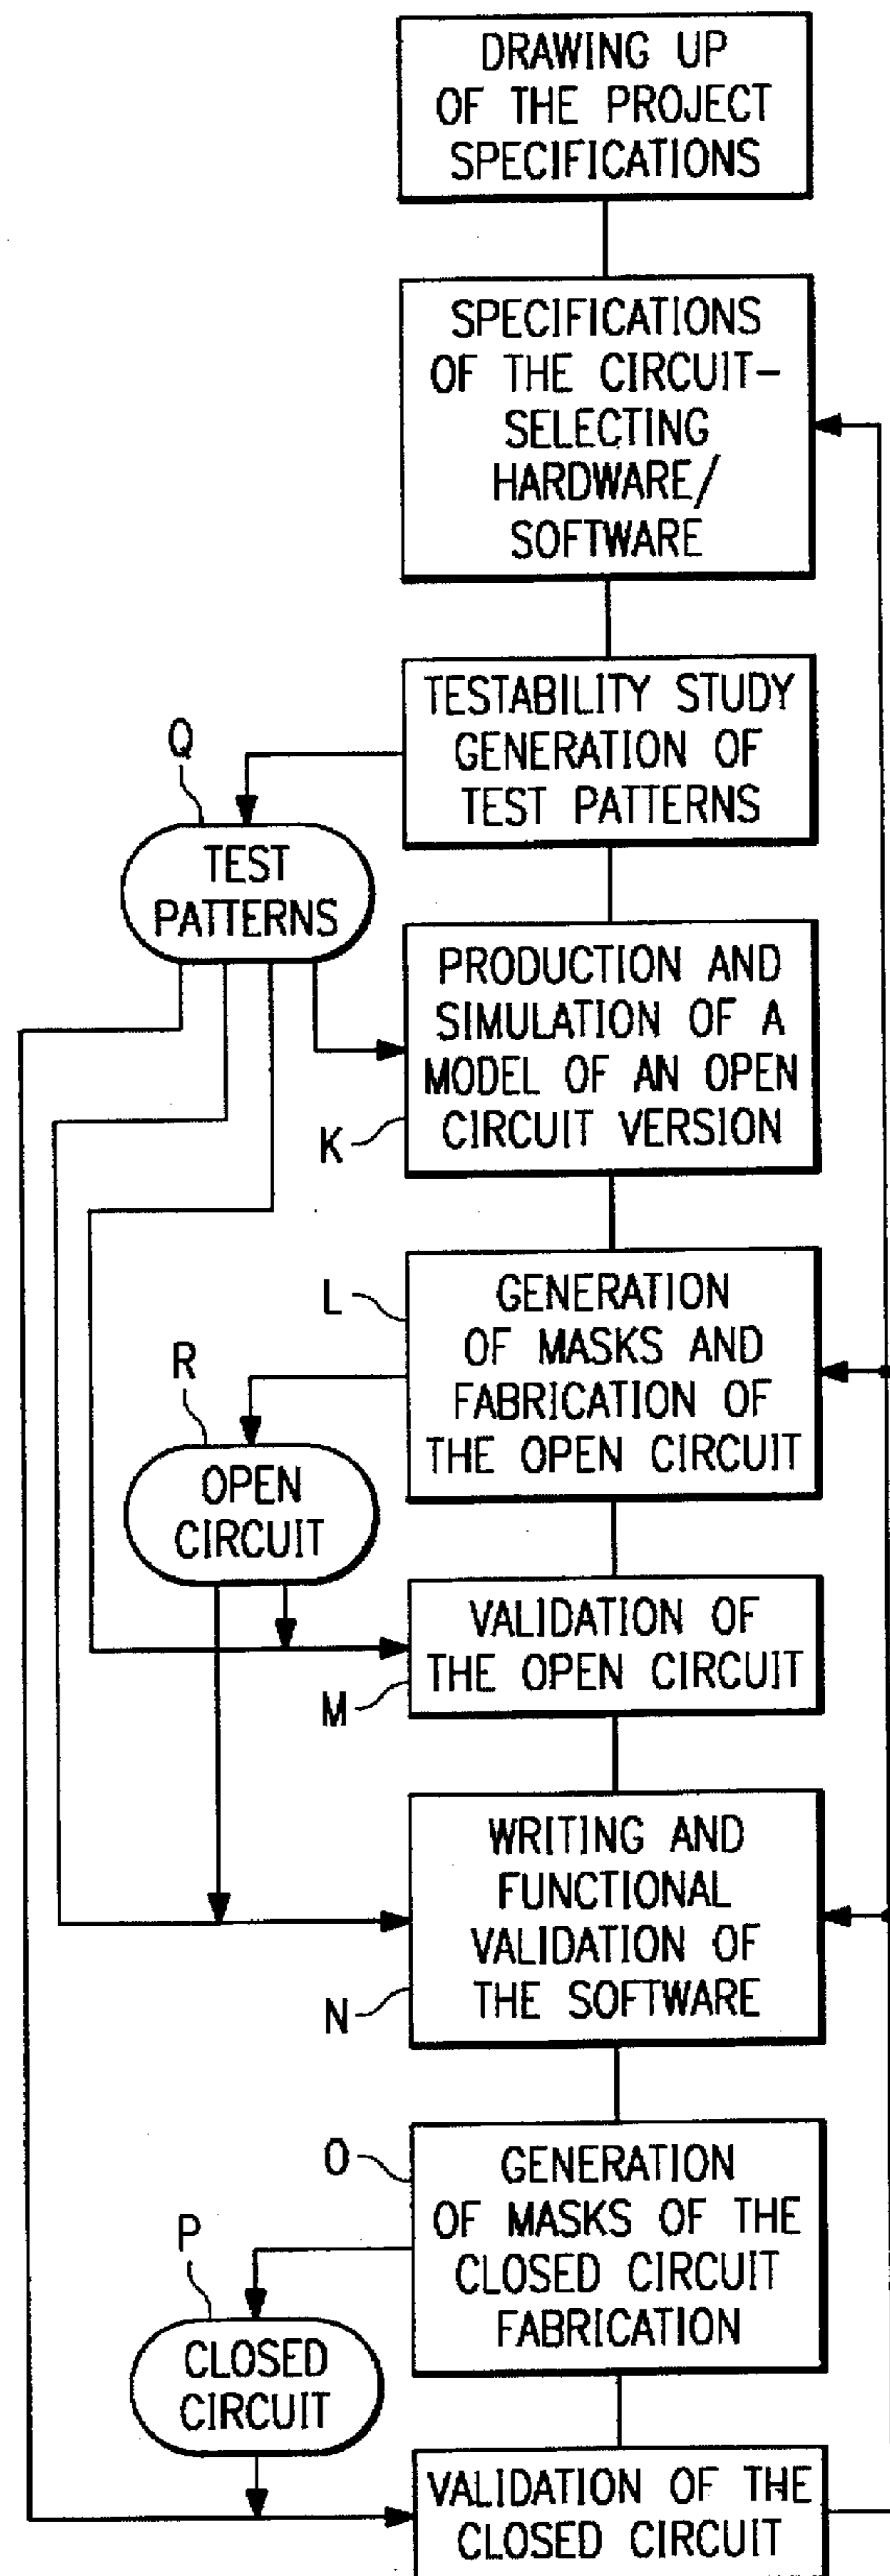 DRAWING UP
OF THE PROJECT
SPECIFICATIONS
SPECIFICATIONS
OF THE CIRCUIT-
SELECTING
HARDWARE/
SOFTWARE
TESTABILITY STUDY
GENERATION OF
TEST PATTERNS
Q
TEST
PATTERNS
PRODUCTION AND
SIMULATION OF A
MODEL OF AN OPEN
CIRCUIT VERSION
K
L
GENERATION
OF MASKS AND
FABRICATION OF
THE OPEN CIRCUIT
R
OPEN
CIRCUIT
VALIDATION OF
THE OPEN CIRCUIT
M
WRITING AND
FUNCTIONAL
VALIDATION OF
THE SOFTWARE
N
O
GENERATION
OF MASKS OF THE
CLOSED CIRCUIT
FABRICATION
P
CLOSED
CIRCUIT
VALIDATION OF THE
CLOSED CIRCUIT